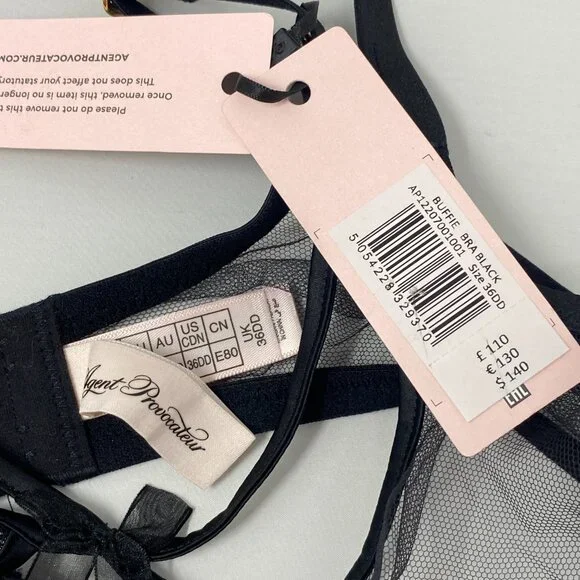 AGENTPROVOCATEUR.COM
This does not affect your statutory
Once removed, this item is no longer
Please do not remove this t
BUFFIE BRA BLACK
AP12207001001 Size 36DD
5 054228 329370
£ 110
€ 130
$ 140
AU US CDN CN UK
36DD E80 36DD
Agent Provocateur